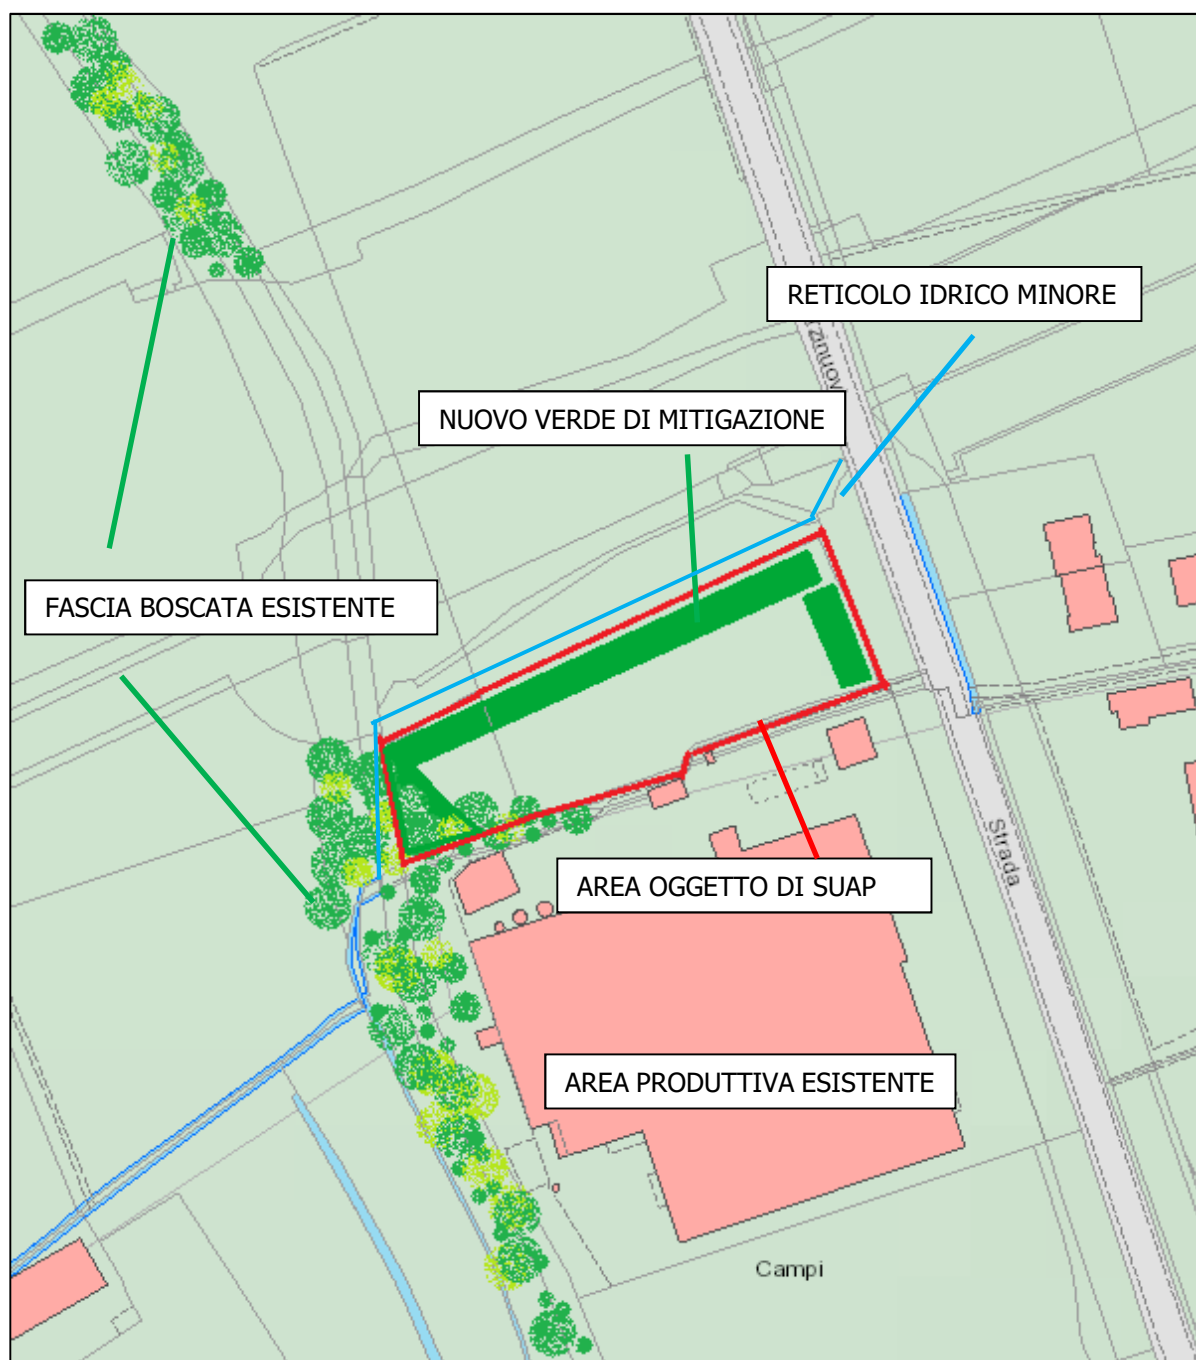 RETICOLO IDRICO MINORE
NUOVO VERDE DI MITIGAZIONE
FASCIA BOSCATA ESISTENTE
Strada
AREA OGGETTO DI SUAP
AREA PRODUTTIVA ESISTENTE
Campi